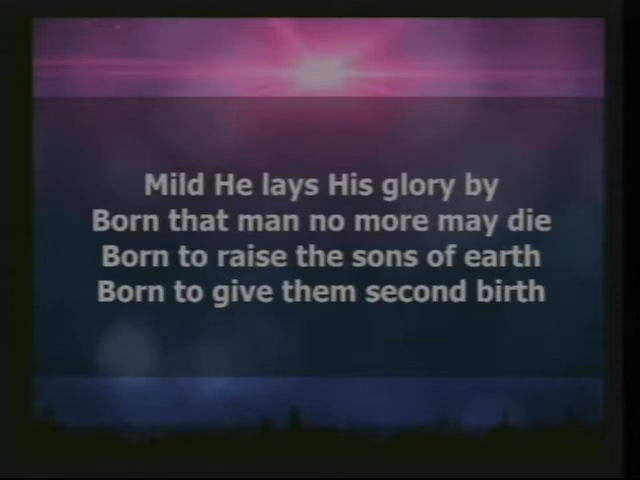 Mild He lays His glory by
Born that man no more may die
Born to raise the sons of earth
Born to give them second birth